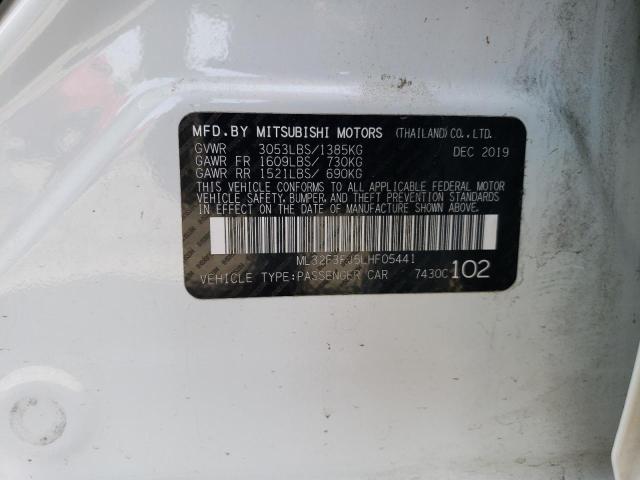 MFD.BY MITSUBISHI MOTORS (THAILAND)CO.,LTD.
GVWR 3053LBS/1385KG DEC 2019
GAWR FR 1609LBS/ 730KG
GAWR RR 1521LBS/ 690KG
THIS VEHICLE CONFORMS TO ALL APPLICABLE FEDERAL MOTOR
VEHICLE SAFETY,BUMPER,AND THEFT PREVENTION STANDARDS
IN EFFECT ON THE DATE OF MANUFACTURE SHOWN ABOVE.
ML32F3FJ5LHF05441
VEHICLE TYPE:PASSENGER CAR 7430C 102